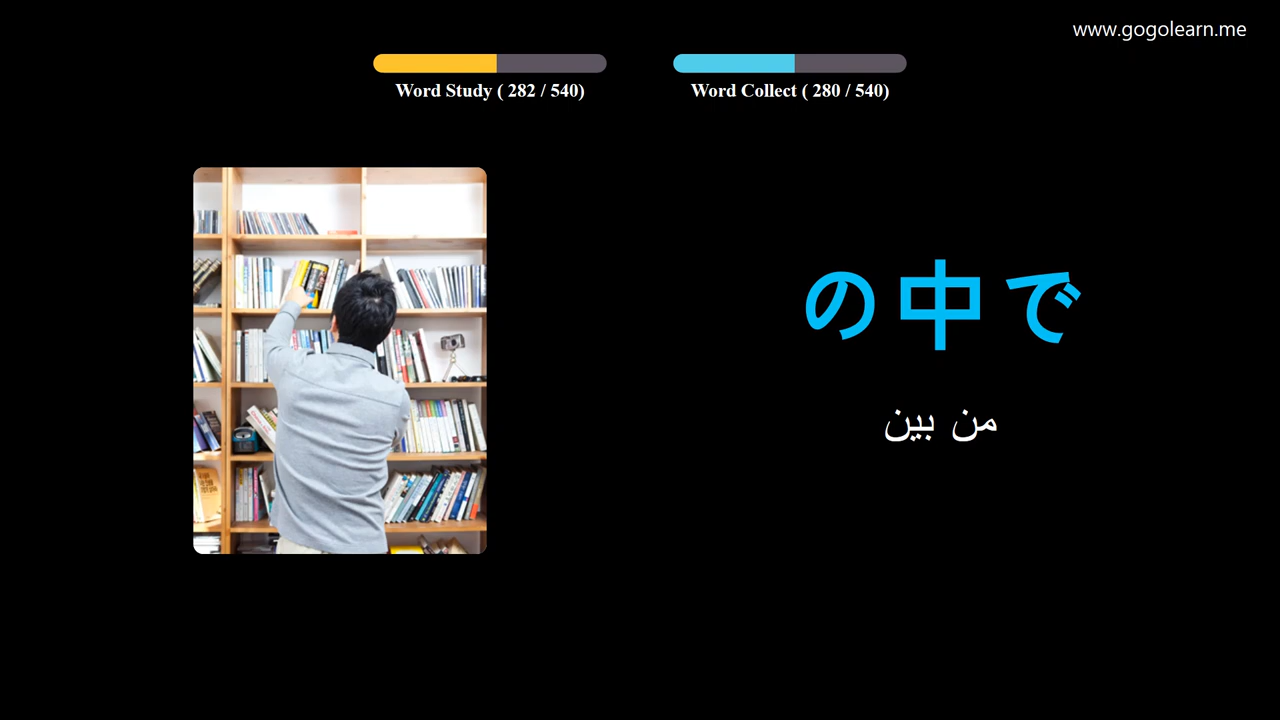 www.gogolearn.me
Word Study ( 282 / 540)
Word Collect ( 280 / 540)
の中で
من بين